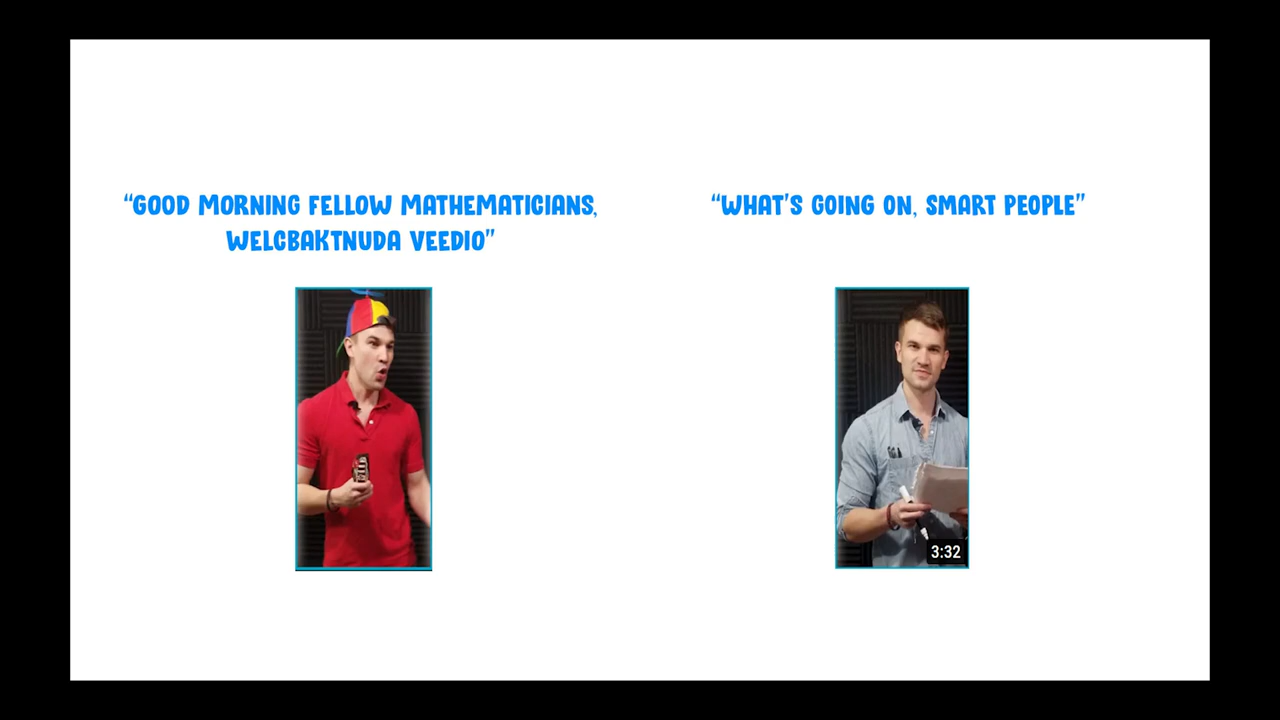 “GOOD MORNING FELLOW MATHEMATICIANS,
WELCBAKTNUDA VEEDIO”
“WHAT’S GOING ON, SMART PEOPLE”
3:32